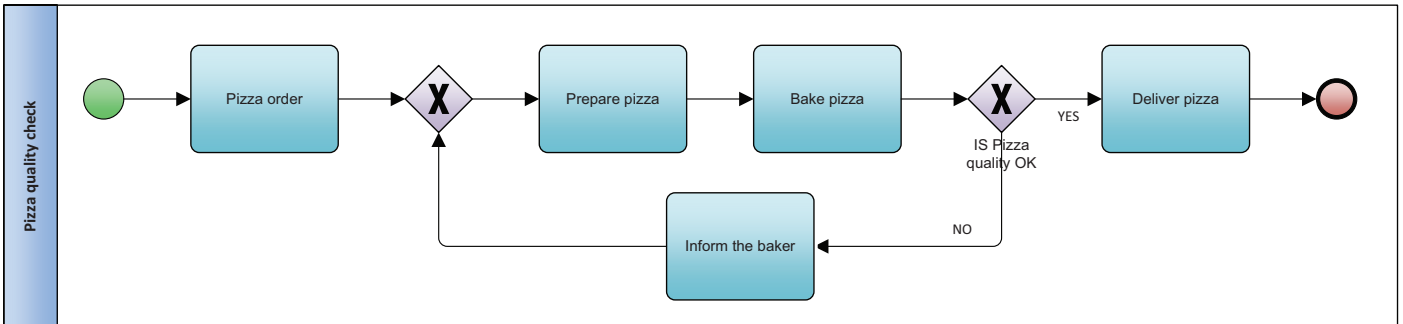 Pizza quality check
Pizza order
X
Prepare pizza
Bake pizza
X
IS Pizza
quality OK
YES
Deliver pizza
NO
Inform the baker